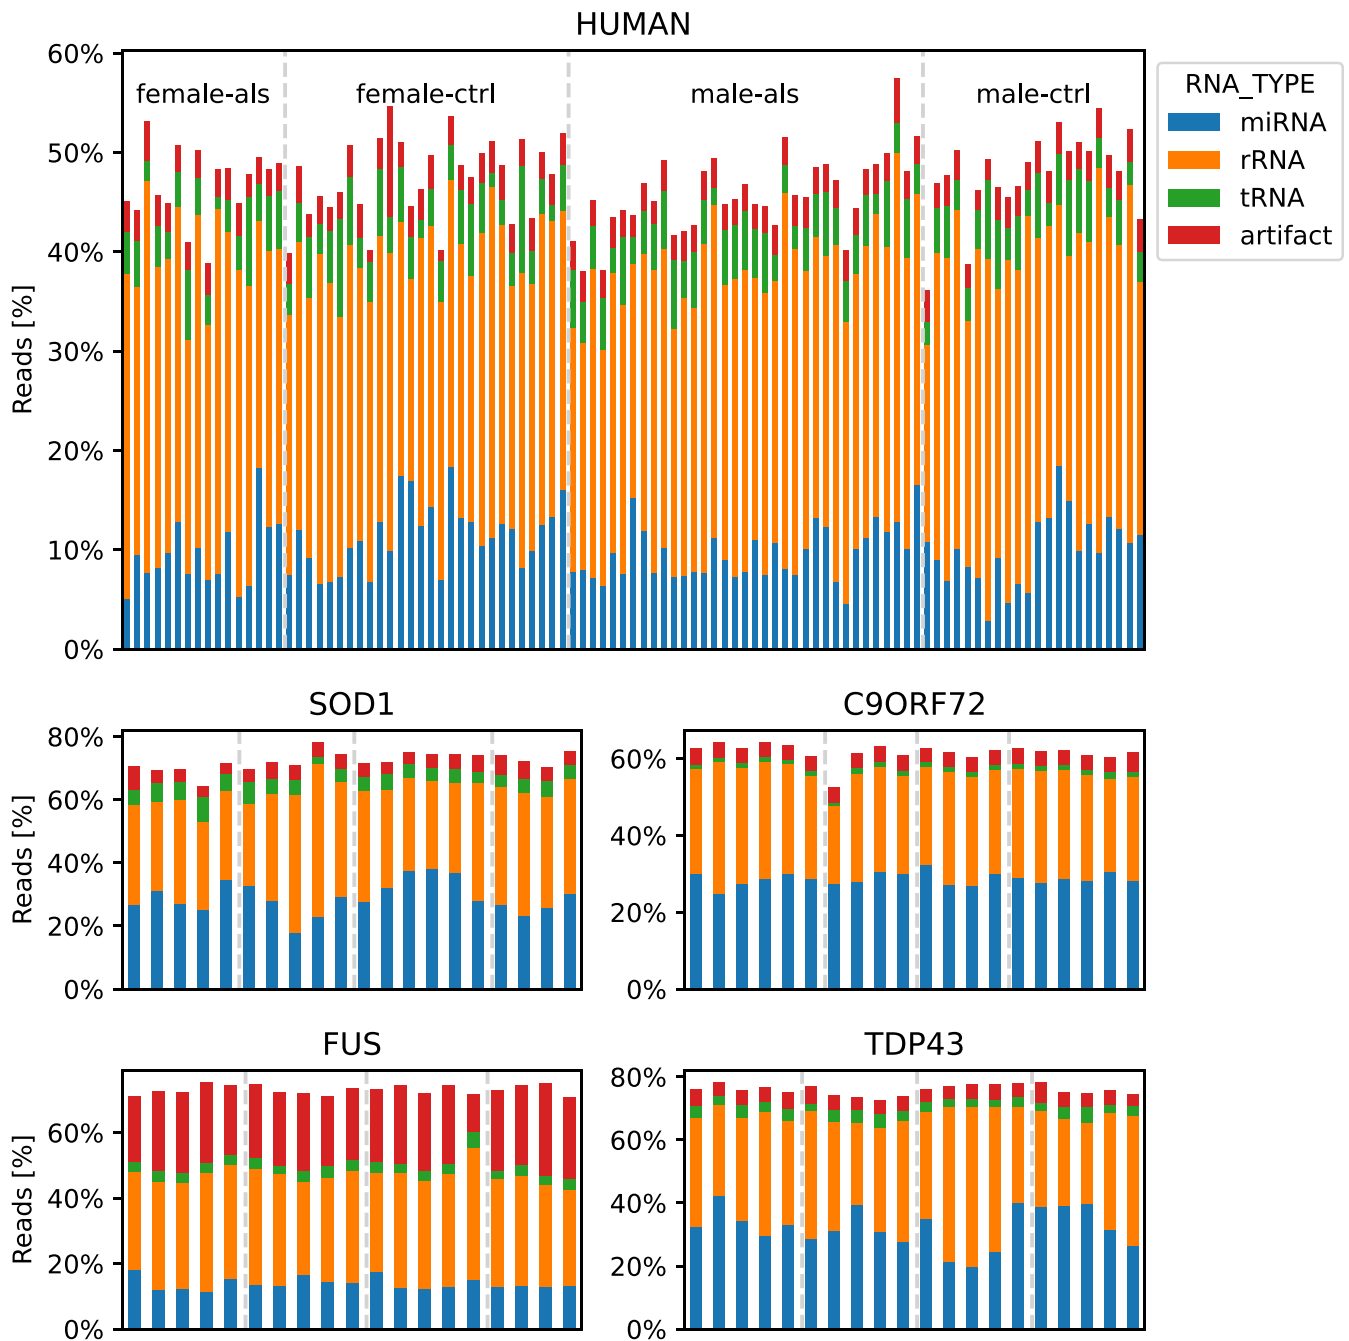 HUMAN
60%
50%
40%
30%
20%
10%
0%
Reads [%]
female-als
female-ctrl
male-als
male-ctrl
RNA_TYPE
miRNA
rRNA
tRNA
artifact
SOD1
80%
60%
40%
20%
0%
Reads [%]
C9ORF72
60%
40%
20%
0%
FUS
60%
40%
20%
0%
Reads [%]
TDP43
80%
60%
40%
20%
0%